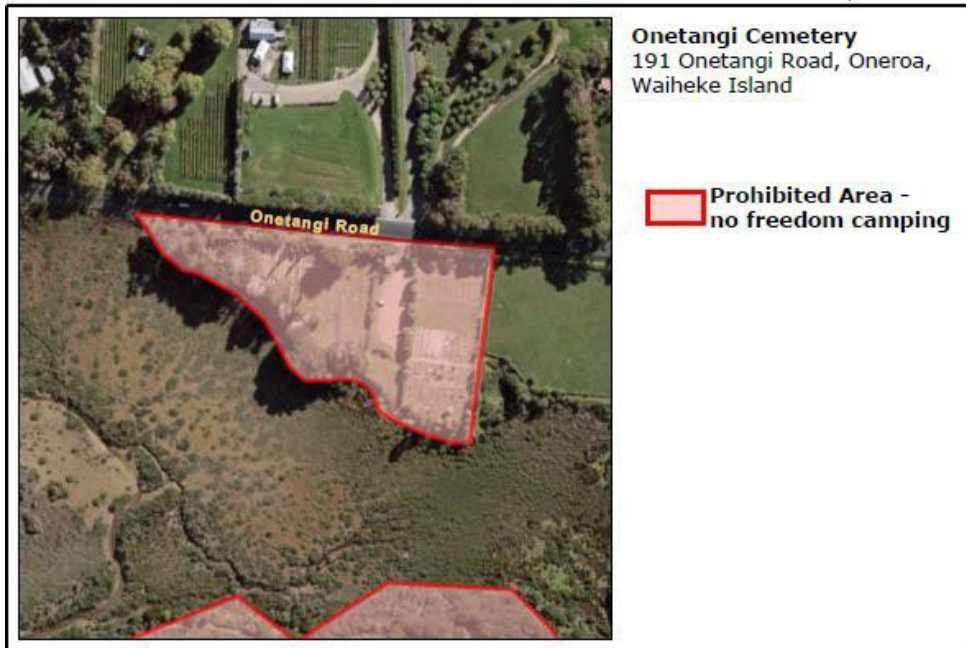 Onetangi Cemetery
191 Onetangi Road, Oneroa,
Waiheke Island
Prohibited Area -
no freedom camping
Onetangi Road